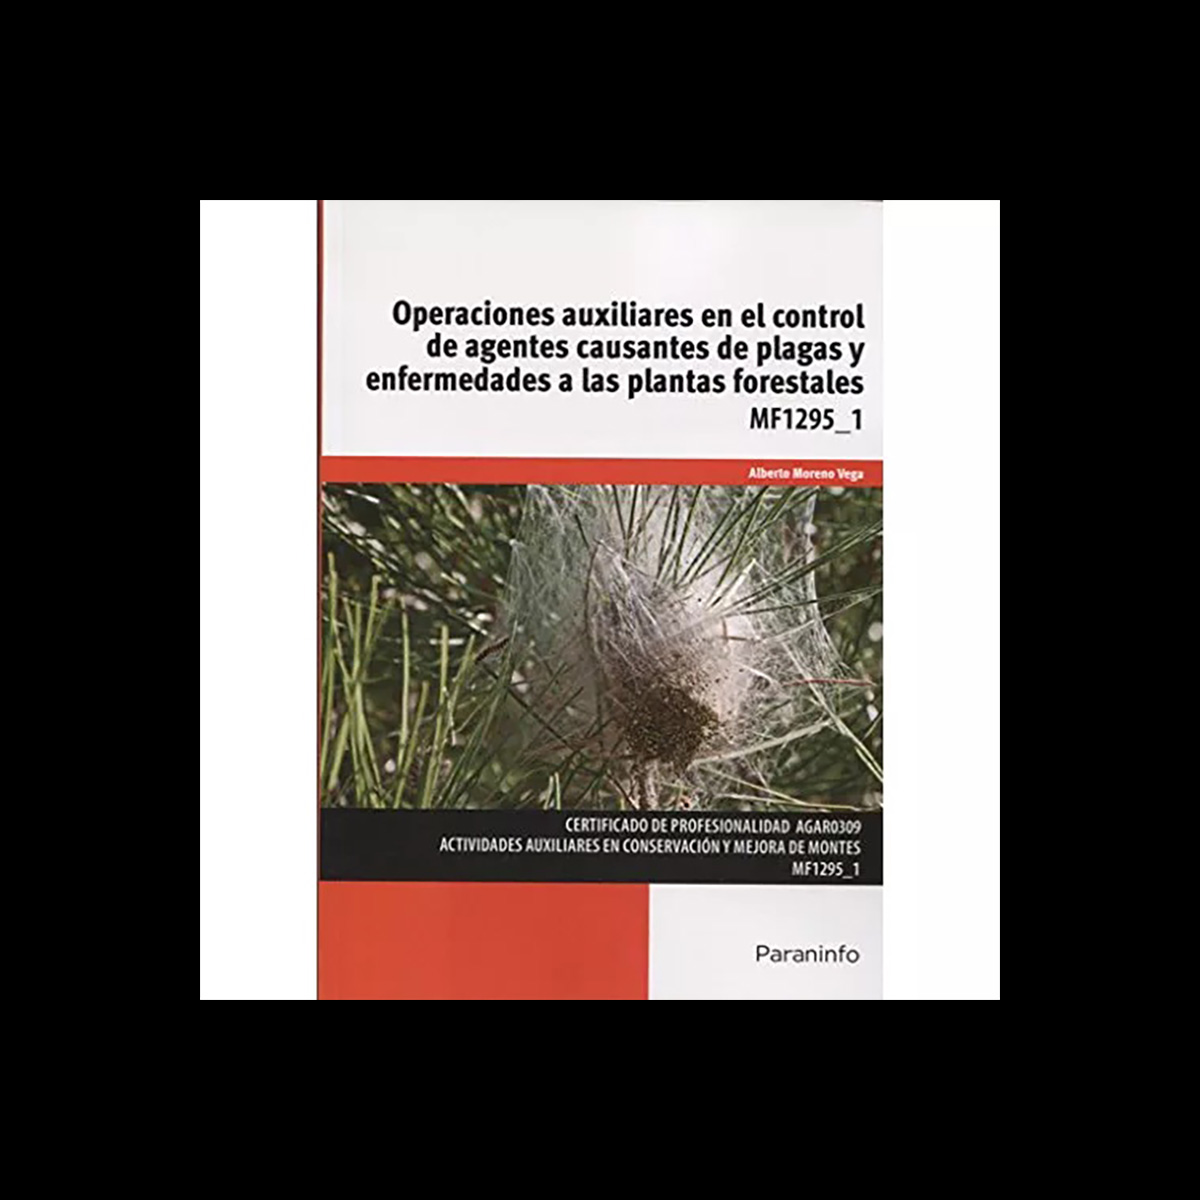 Operaciones auxiliares en el control
de agentes causantes de plagas y
enfermedades a las plantas forestales
MF1295_1
Alberto Moreno Vega
CERTIFICADO DE PROFESIONALIDAD AGAR0309
ACTIVIDADES AUXILIARES EN CONSERVACIÓN Y MEJORA DE MONTES
MF1295_1
Paraninfo